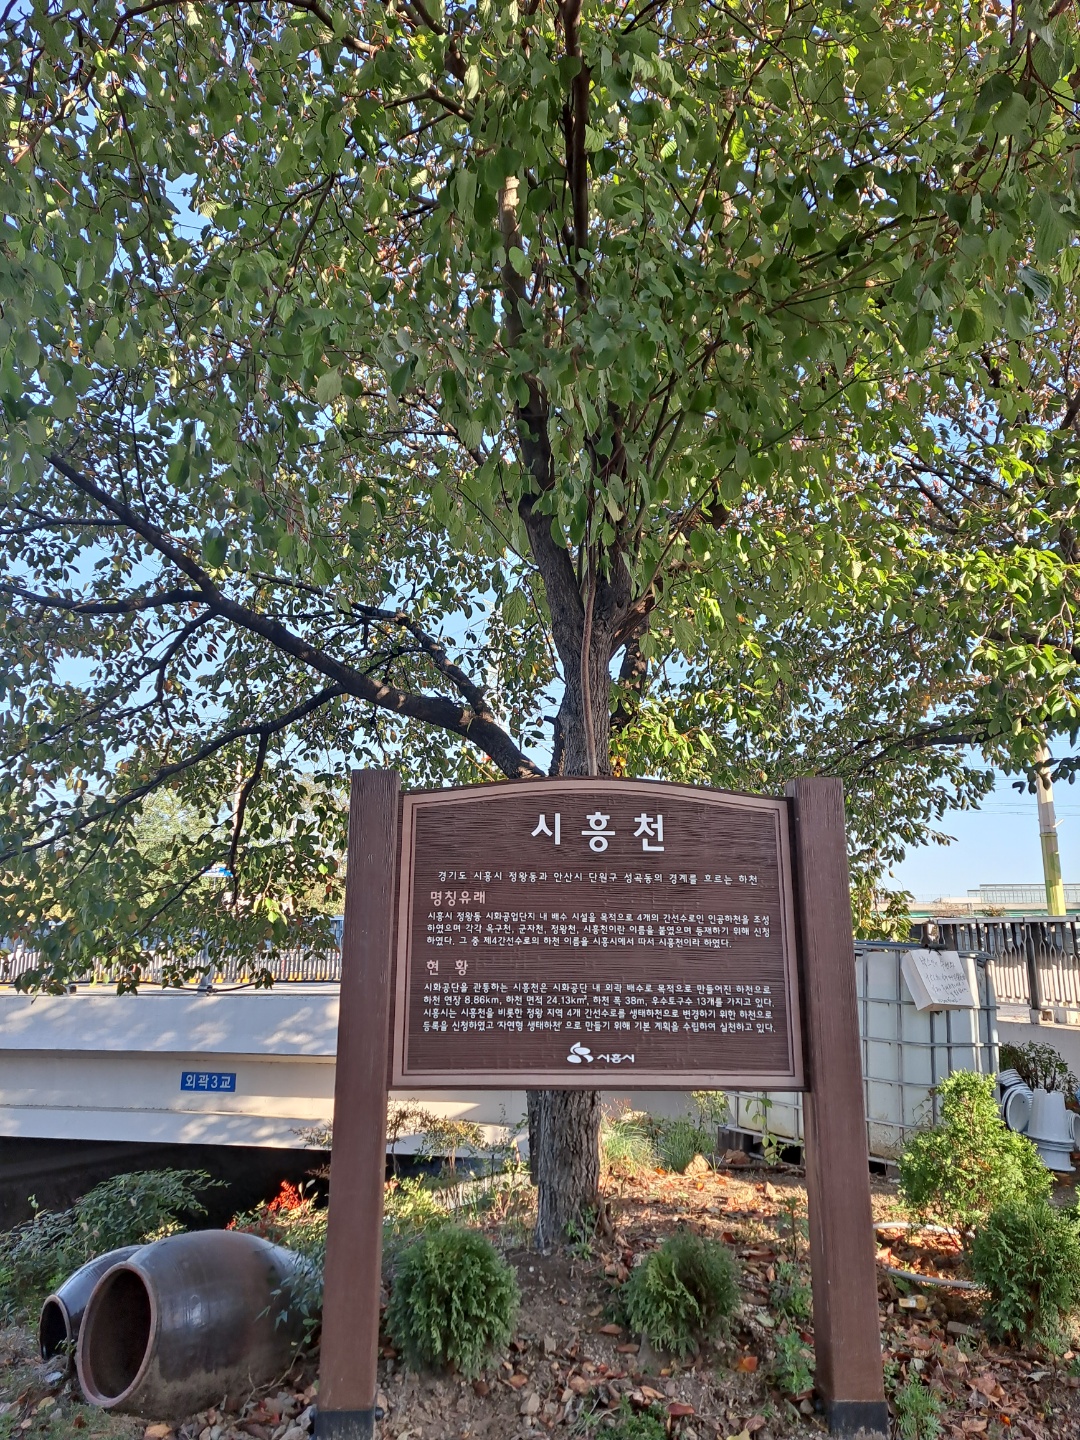 시흥천
경기도 시흥시 정왕동과 안산시 단원구 성곡동의 경계를 흐르는 하천
명칭유래
시흥시 정왕동 시화공업단지 내 배수 시설을 목적으로 4개의 간선수로인 인공하천을 조성
하였으며 각각 옥구천, 군자천, 정왕천, 시흥천이란 이름을 붙였으며 등재하기 위해 신청
하였다. 그 중 제4간선수로의 하천 이름을 시흥시에서 따서 시흥천이라 하였다.
현 황
시화공단을 관통하는 시흥천은 시화공단 내 외곽 배수로 목적으로 만들어진 하천으로
하천 연장 8.86km, 하천 면적 24.13km², 하천 폭 38m, 우수토구수 13개를 가지고 있다.
시흥시는 시흥천을 비롯한 정왕 지역 4개 간선수로를 생태하천으로 변경하기 위한 하천으로
등록을 신청하였고 '자연형 생태하천' 으로 만들기 위해 기본 계획을 수립하여 실천하고 있다.
시흥시
외곽3교